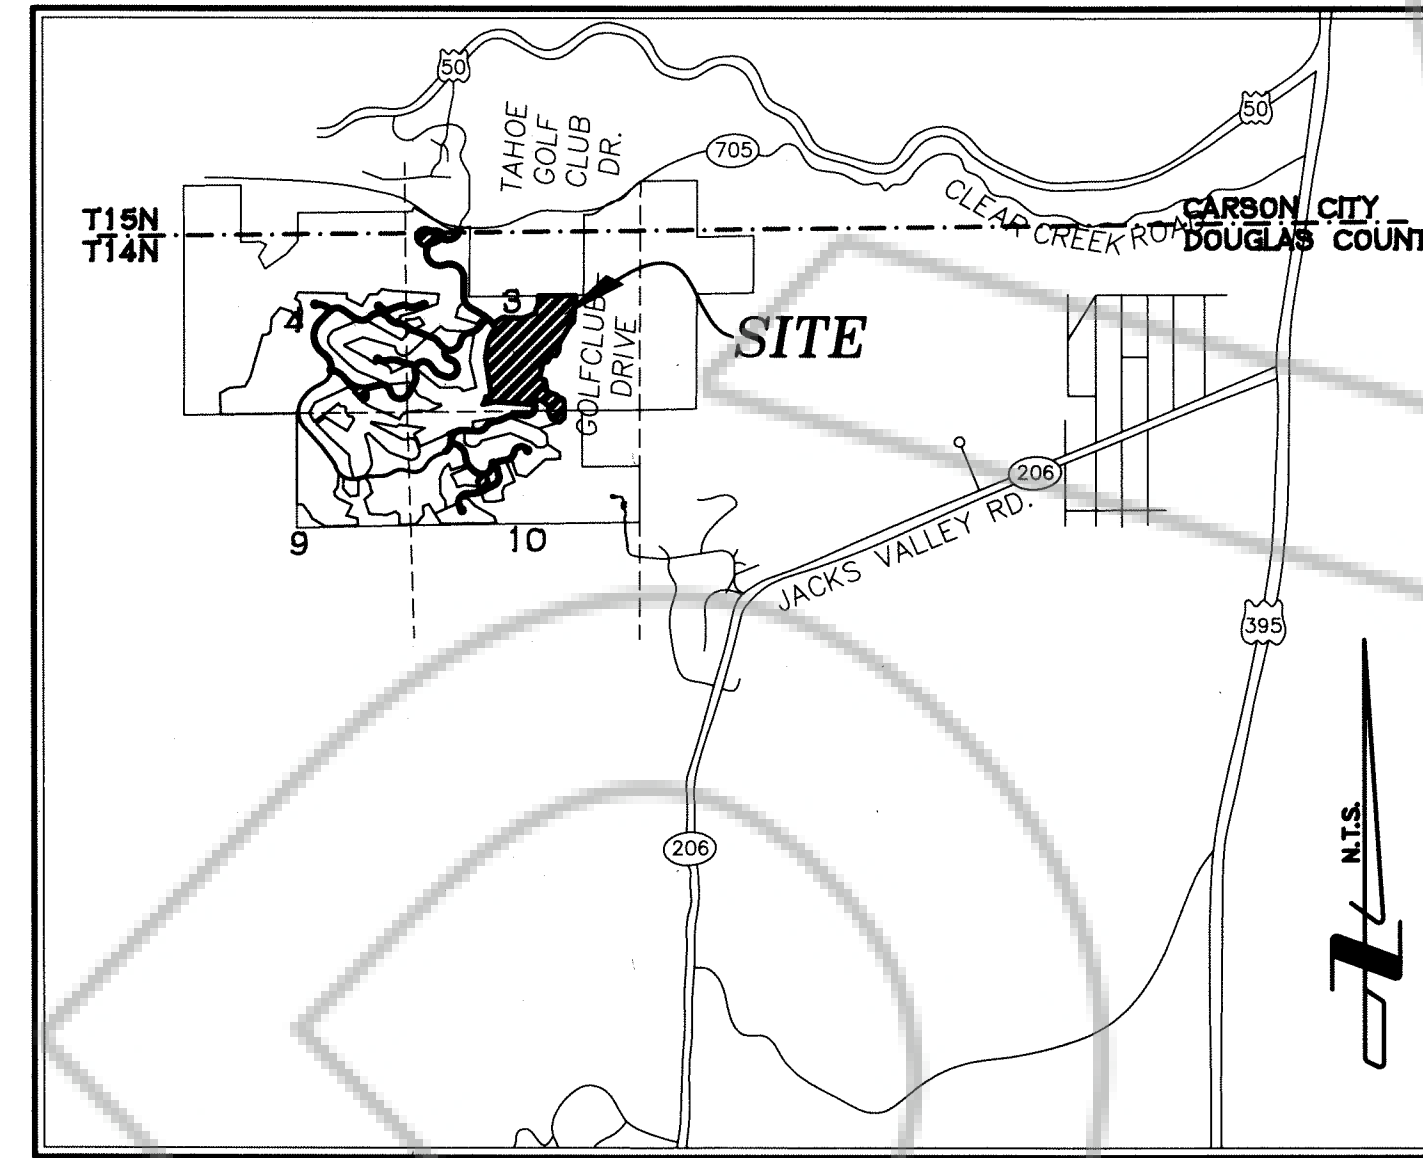 50
50
TAHOE
GOLF
CLUB
DR.
705
CLEAR CREEK ROAD
T15N
T14N
CARSON CITY
DOUGLAS COUNT
3
4
SITE
GOLFCLUB
DRIVE
206
JACKS VALLEY RD.
9
10
395
N.T.S.
206